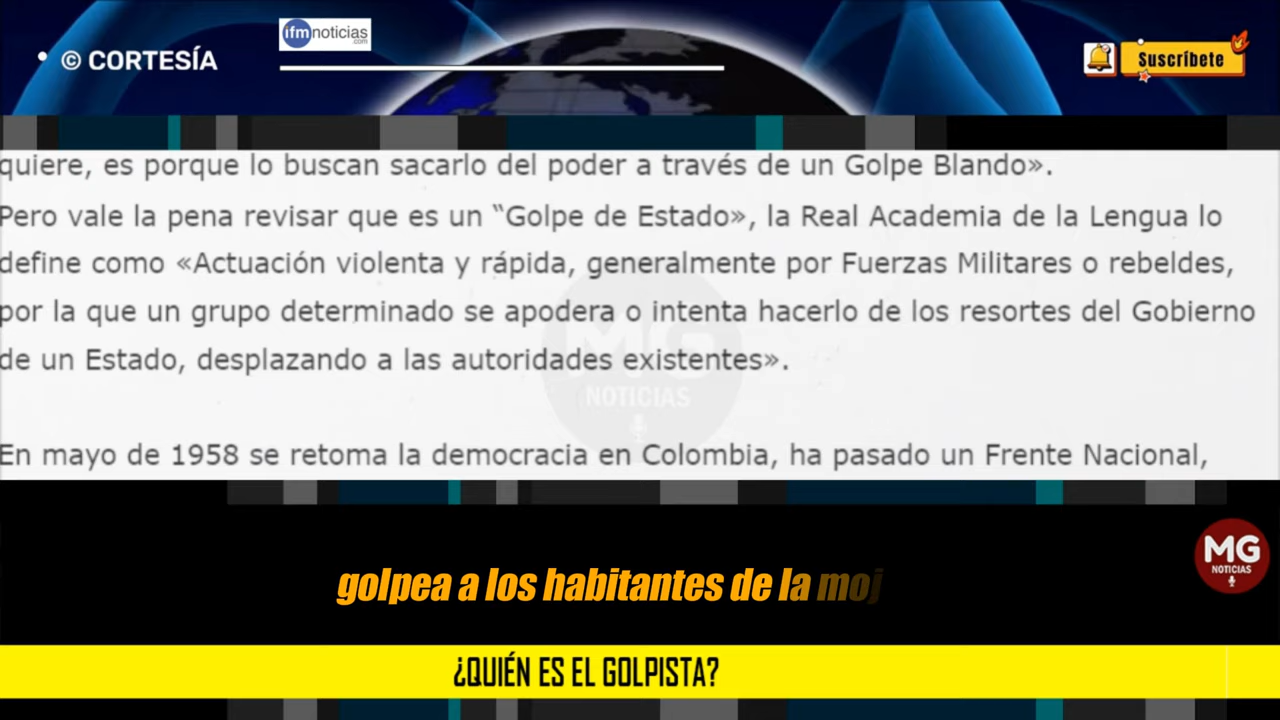 © CORTESÍA
ifmnoticias
.com
Suscríbete
quiere, es porque lo buscan sacarlo del poder a través de un Golpe Blando».
Pero vale la pena revisar que es un “Golpe de Estado», la Real Academia de la Lengua lo
define como «Actuación violenta y rápida, generalmente por Fuerzas Militares o rebeldes,
por la que un grupo determinado se apodera o intenta hacerlo de los resortes del Gobierno
de un Estado, desplazando a las autoridades existentes».
MG
NOTICIAS
En mayo de 1958 se retoma la democracia en Colombia, ha pasado un Frente Nacional,
MG
NOTICIAS
golpea a los habitantes de la moj
¿QUIÉN ES EL GOLPISTA?